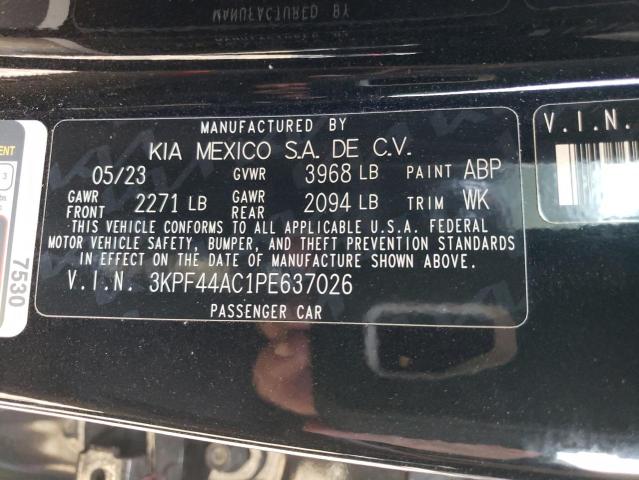 MANUFACTURED BY
MANUFACTURED BY
KIA MEXICO S.A. DE C.V.
05/23 GVWR 3968 LB PAINT ABP
GAWR FRONT 2271 LB GAWR REAR 2094 LB TRIM WK
THIS VEHICLE CONFORMS TO ALL APPLICABLE U.S.A. FEDERAL
MOTOR VEHICLE SAFETY, BUMPER, AND THEFT PREVENTION STANDARDS
IN EFFECT ON THE DATE OF MANUFACTURE SHOWN ABOVE.
V.I.N. 3KPF44AC1PE637026
PASSENGER CAR
V.I.N.
7530